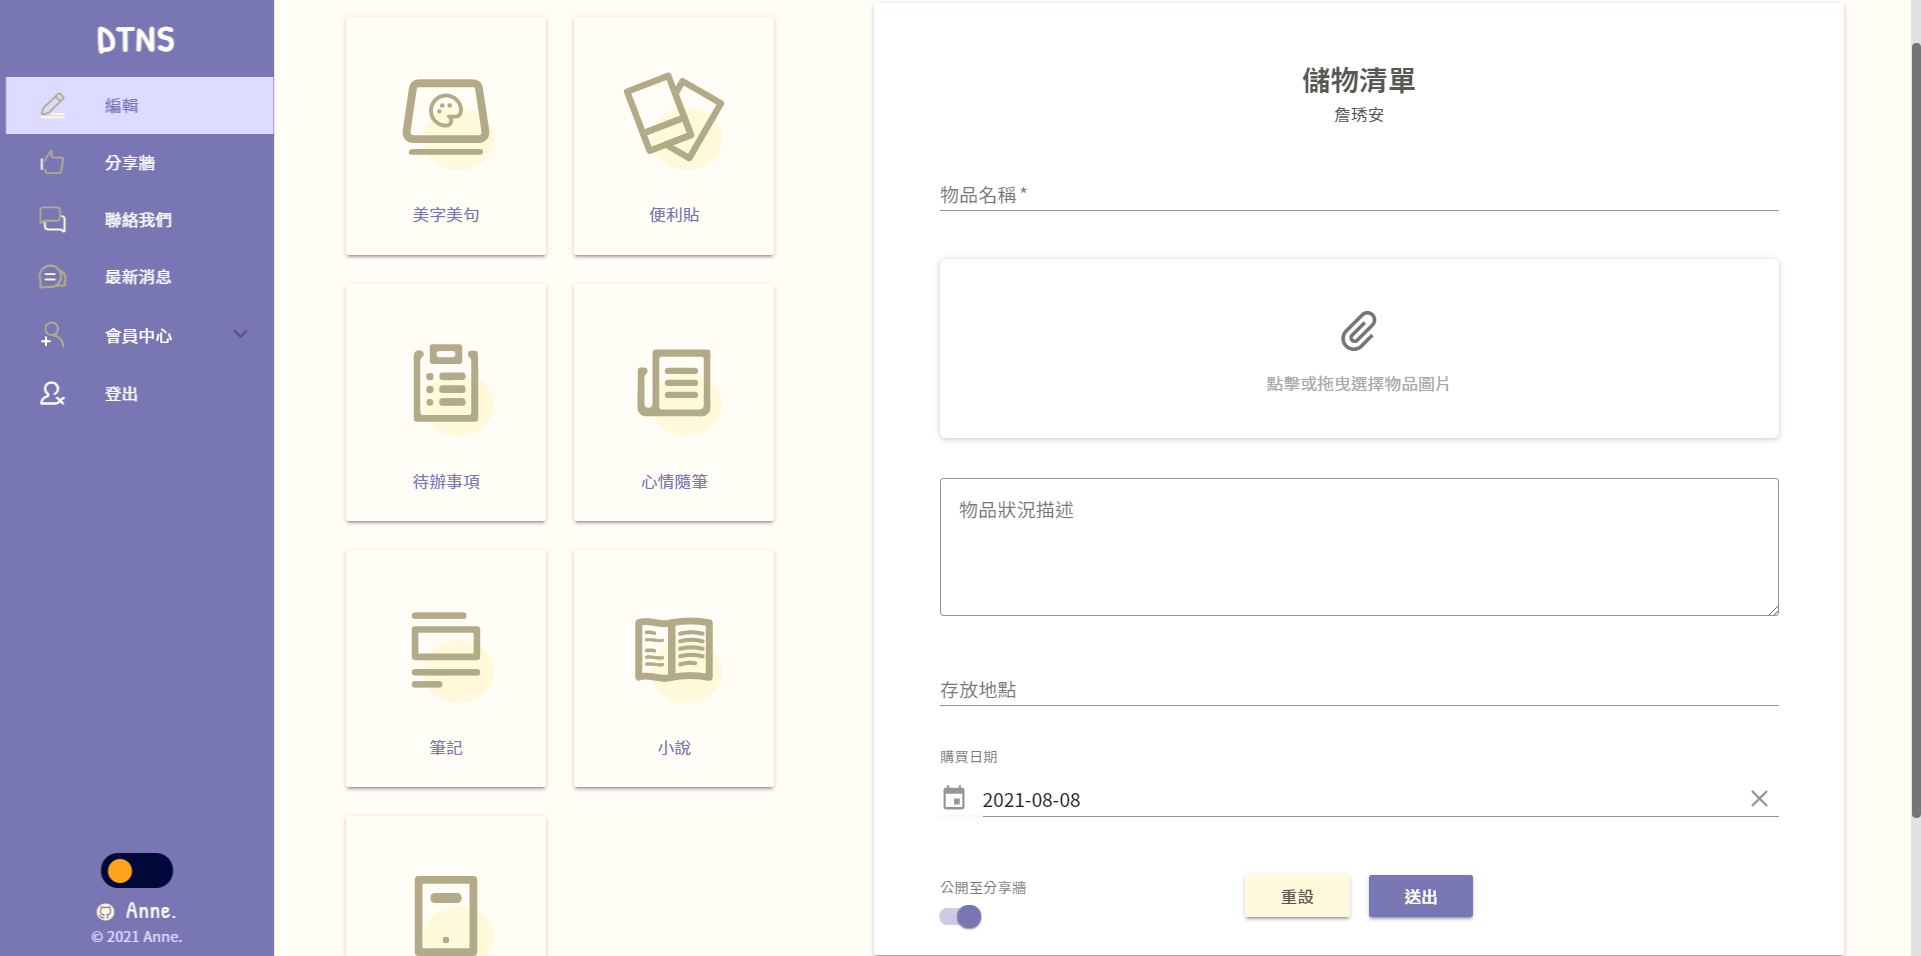 DTNS
編輯
分享牆
聯絡我們
最新消息
會員中心
登出
Anne.
© 2021 Anne.
美字美句
便利貼
待辦事項
心情隨筆
筆記
小說
儲物清單
詹琇安
物品名稱 *
點擊或拖曳選擇物品圖片
物品狀況描述
存放地點
購買日期
2021-08-08
公開至分享牆
重設
送出